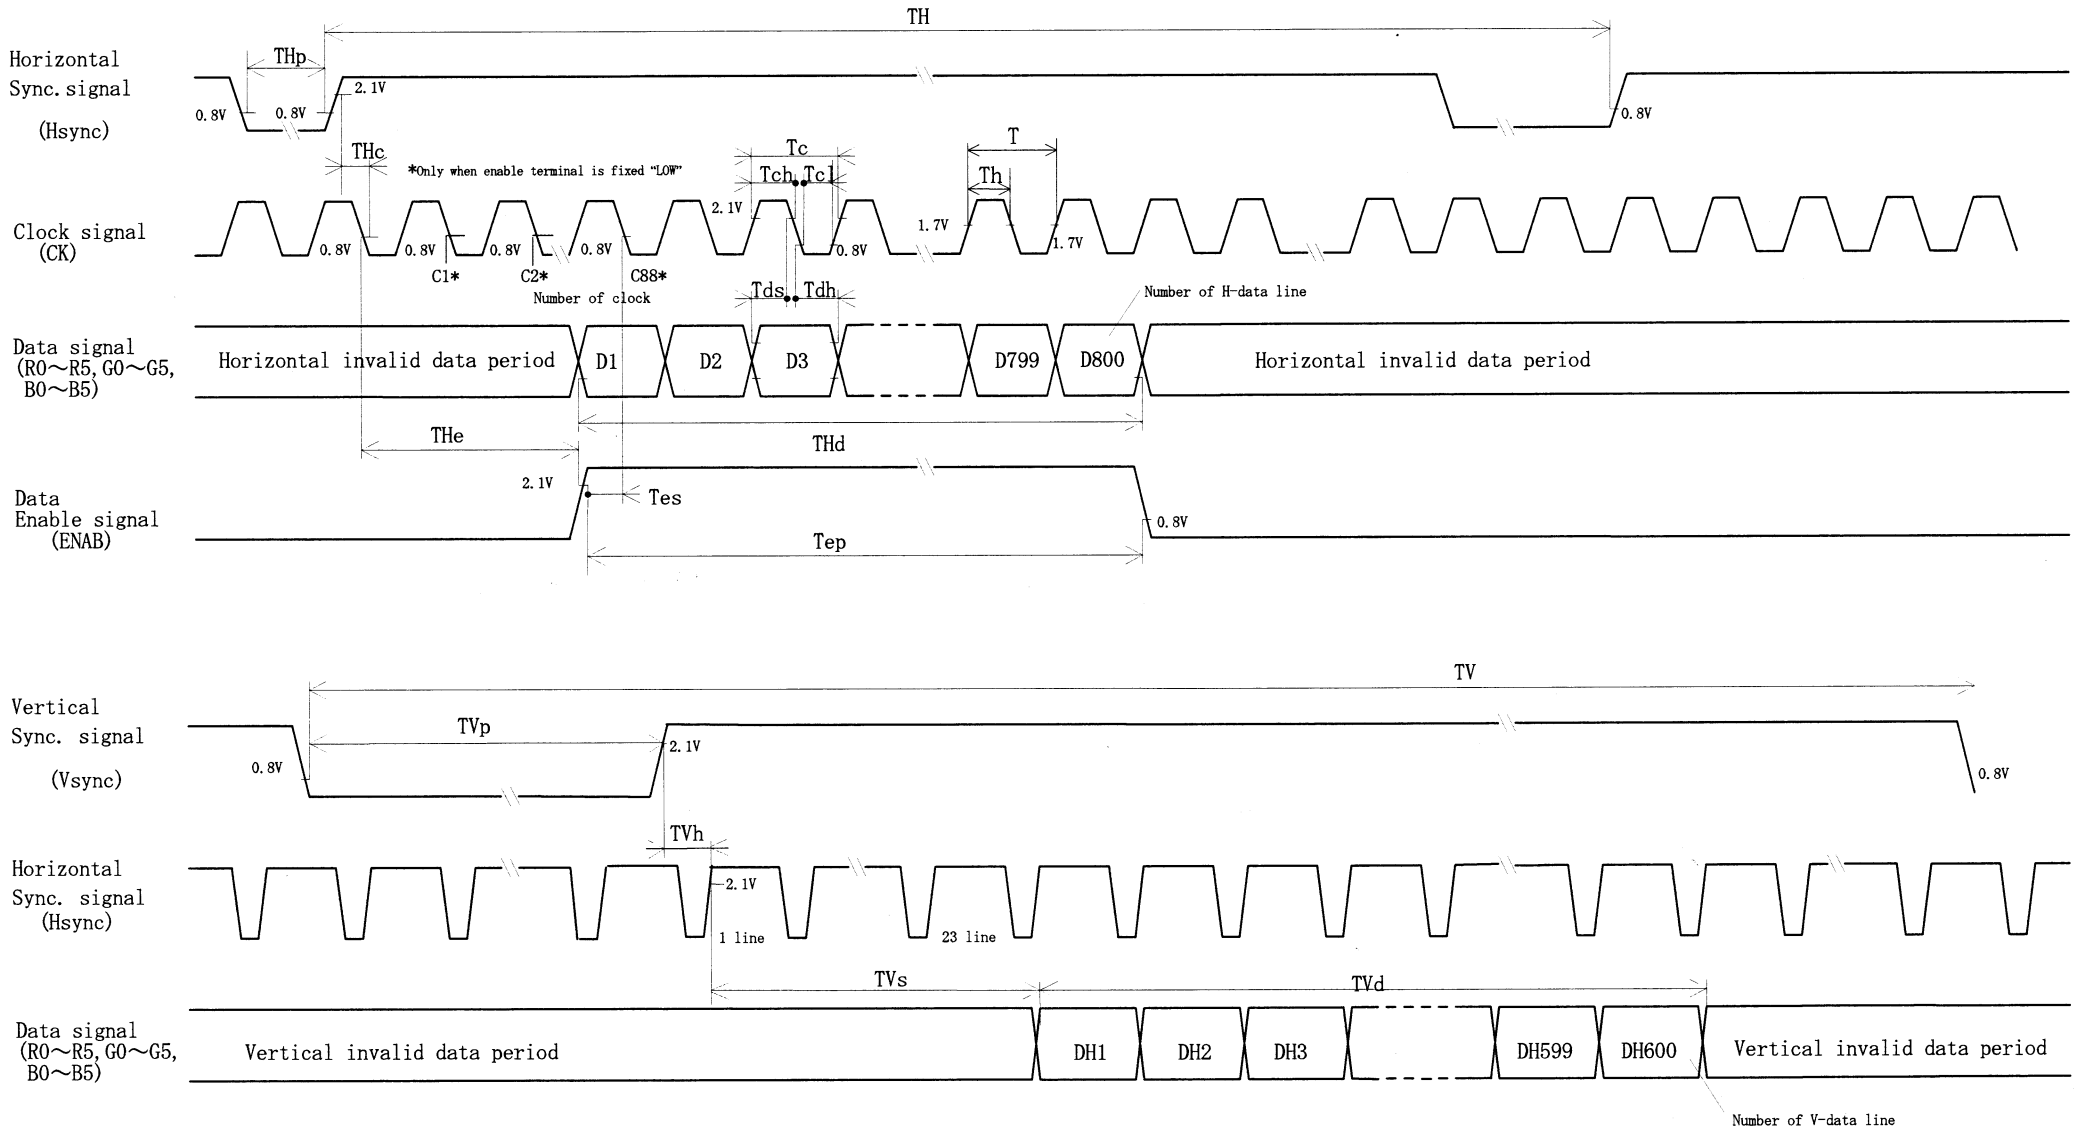 TH
Horizontal
Sync. signal
(Hsync)
THp
0.8V
0.8V
2.1V
0.8V
THc
*Only when enable terminal is fixed "LOW"
Tc
Tch
Tcl
T
Th
Clock signal
(CK)
0.8V
0.8V
0.8V
0.8V
2.1V
0.8V
1.7V
1.7V
C1*
C2*
C88*
Number of clock
Tds
Tdh
Number of H-data line
Data signal
(R0～R5, G0～G5,
B0～B5)
Horizontal invalid data period
D1
D2
D3
D799
D800
Horizontal invalid data period
THe
THd
Data
Enable signal
(ENAB)
2.1V
Tes
0.8V
Tep
TV
Vertical
Sync. signal
(Vsync)
TVp
0.8V
2.1V
0.8V
TVh
Horizontal
Sync. signal
(Hsync)
2.1V
1 line
23 line
TVs
TVd
Data signal
(R0～R5, G0～G5,
B0～B5)
Vertical invalid data period
DH1
DH2
DH3
DH599
DH600
Vertical invalid data period
Number of V-data line